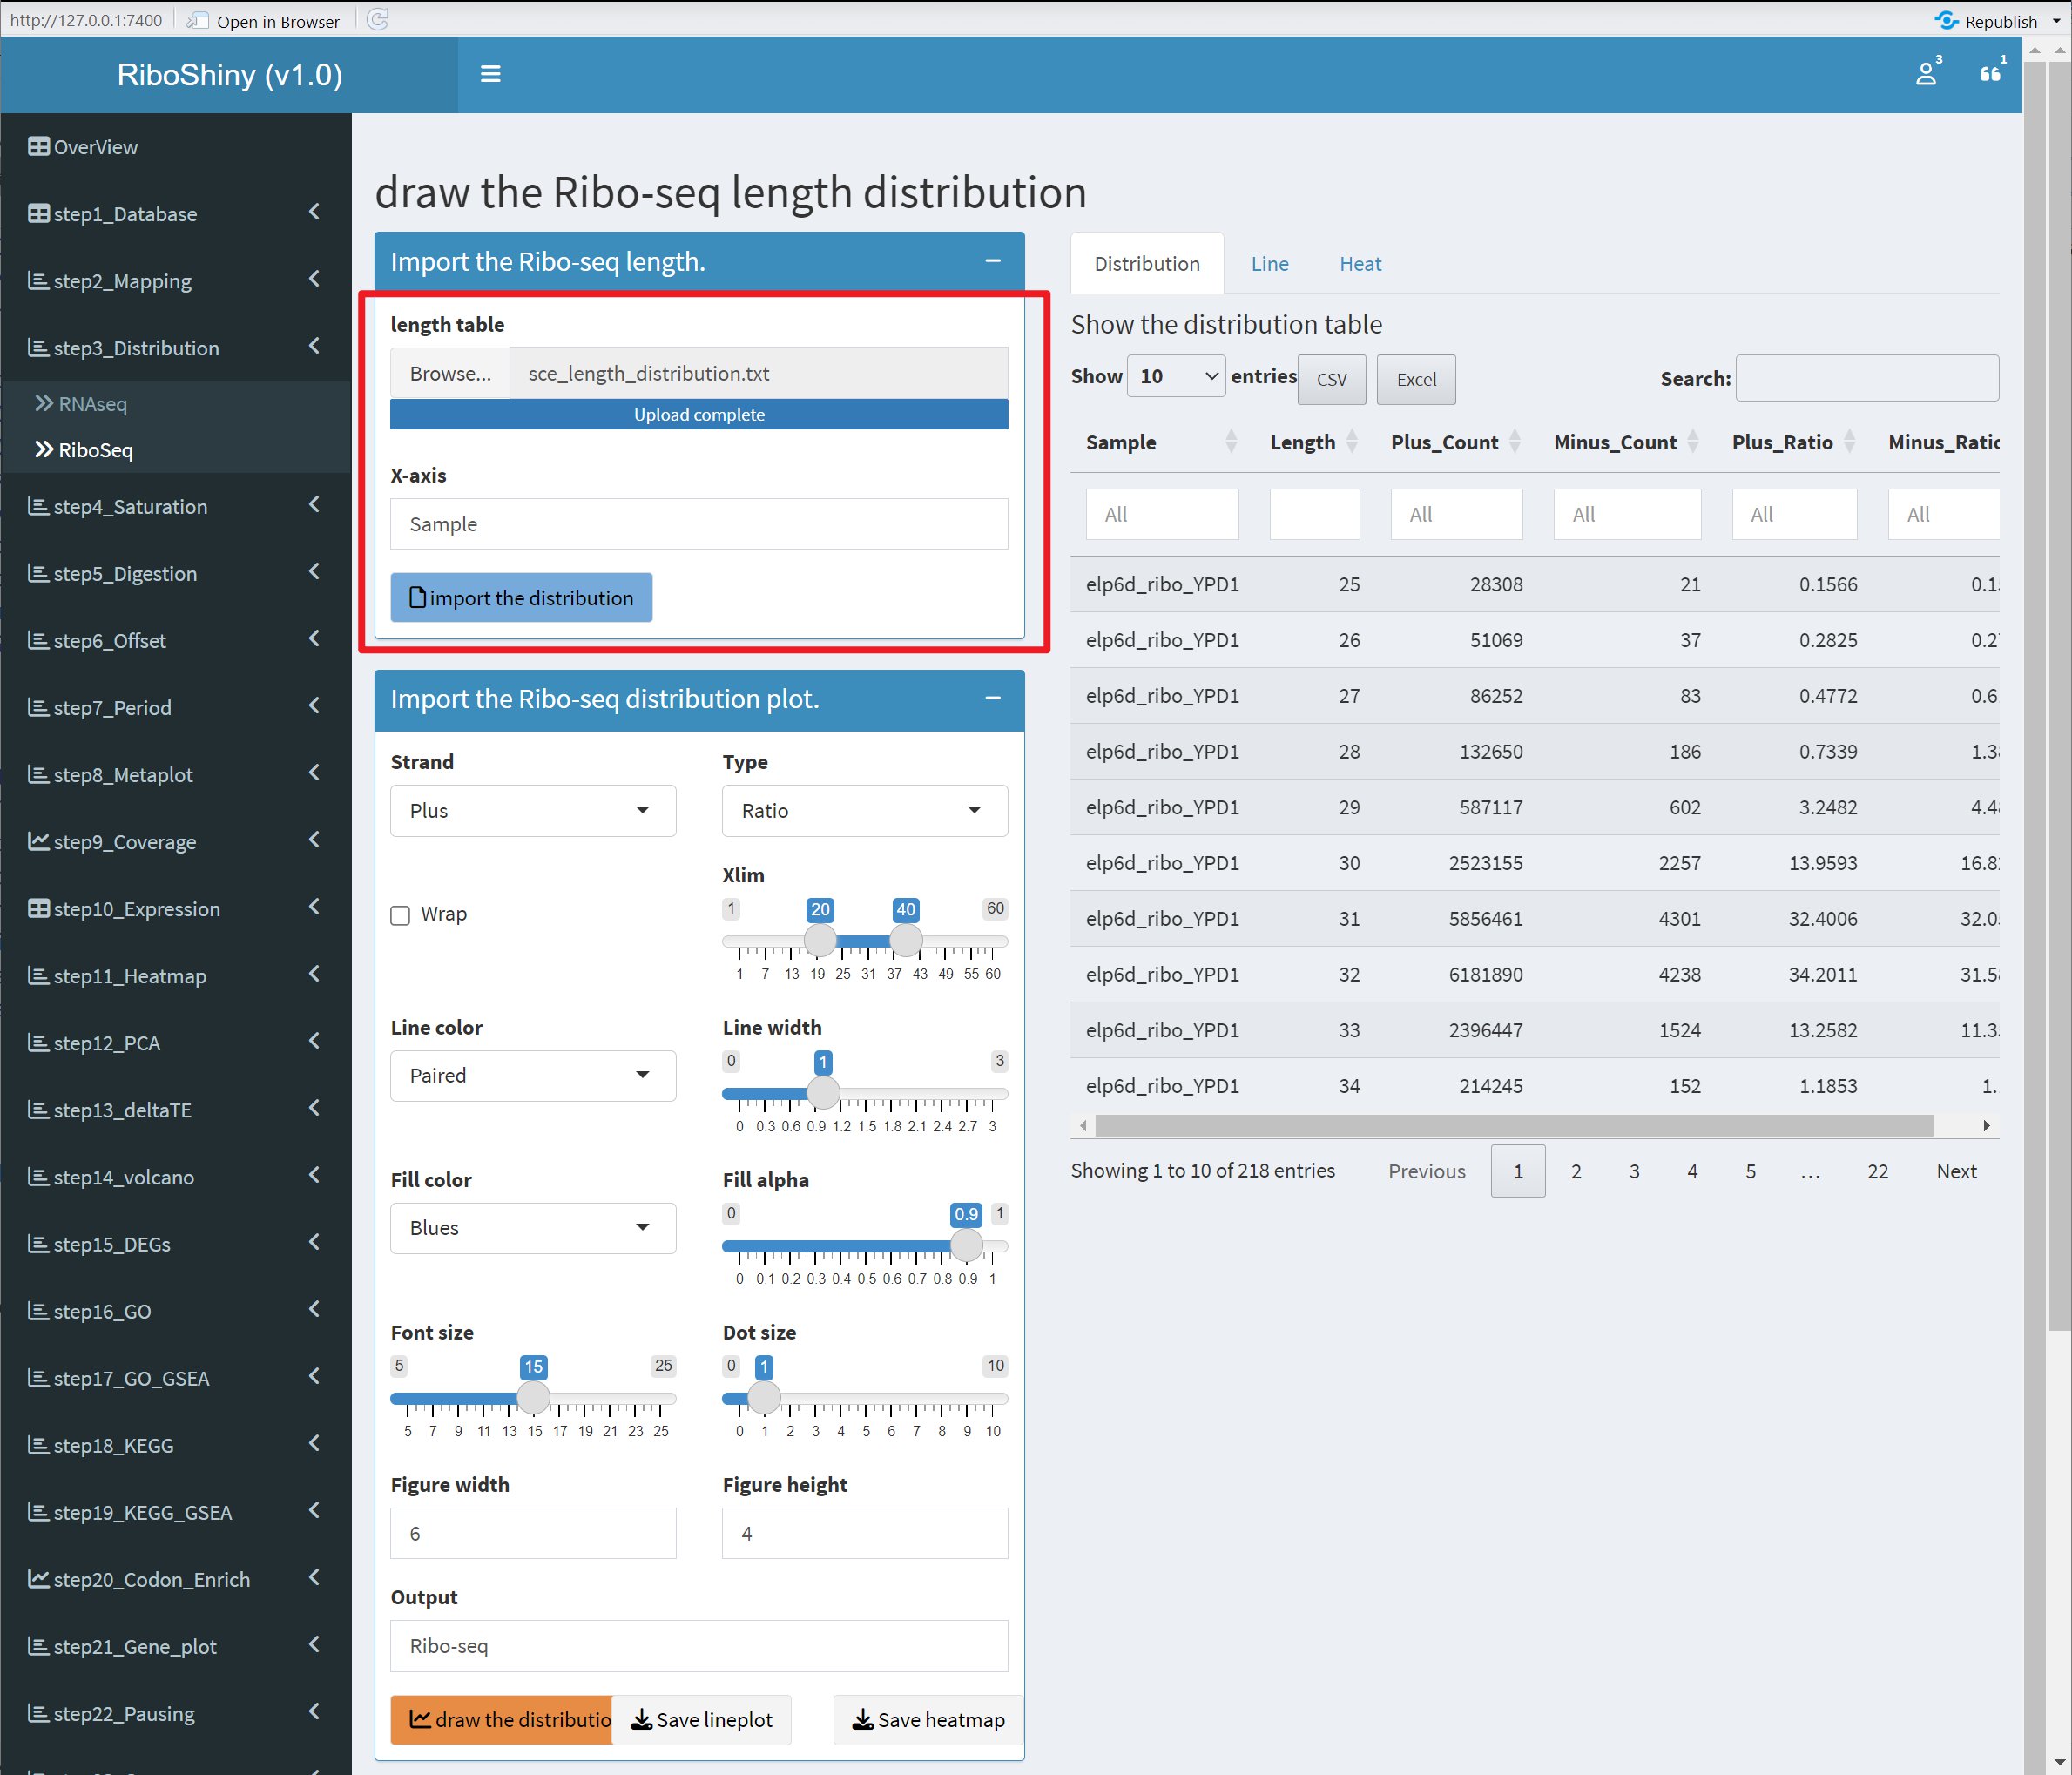 http://127.0.0.1:7400 Open in Browser Republish
RiboShiny (v1.0) 3 1
OverView
step1_Database
step2_Mapping
step3_Distribution
RNAseq
RiboSeq
step4_Saturation
step5_Digestion
step6_Offset
step7_Period
step8_Metaplot
step9_Coverage
step10_Expression
step11_Heatmap
step12_PCA
step13_deltaTE
step14_volcano
step15_DEGs
step16_GO
step17_GO_GSEA
step18_KEGG
step19_KEGG_GSEA
step20_Codon_Enrich
step21_Gene_plot
step22_Pausing
draw the Ribo-seq length distribution
Import the Ribo-seq length.
length table
Browse... sce_length_distribution.txt
Upload complete
X-axis
Sample
import the distribution
Import the Ribo-seq distribution plot.
Strand Type
Plus Ratio
Xlim
Wrap
1 20 40 60
1 7 13 19 25 31 37 43 49 55 60
Line color Line width
Paired
0 1 3
0 0.3 0.6 0.9 1.2 1.5 1.8 2.1 2.4 2.7 3
Fill color Fill alpha
Blues
0 0.9 1
0 0.1 0.2 0.3 0.4 0.5 0.6 0.7 0.8 0.9 1
Font size Dot size
5 15 25 0 1 10
5 7 9 11 13 15 17 19 21 23 25 0 1 2 3 4 5 6 7 8 9 10
Figure width Figure height
6 4
Output
Ribo-seq
draw the distributio Save lineplot Save heatmap
Distribution Line Heat
Show the distribution table
Show 10 entries CSV Excel Search:
Sample Length Plus_Count Minus_Count Plus_Ratio Minus_Ratio
All All All All All
elp6d_ribo_YPD1 25 28308 21 0.1566 0.1
elp6d_ribo_YPD1 26 51069 37 0.2825 0.2
elp6d_ribo_YPD1 27 86252 83 0.4772 0.6
elp6d_ribo_YPD1 28 132650 186 0.7339 1.3
elp6d_ribo_YPD1 29 587117 602 3.2482 4.4
elp6d_ribo_YPD1 30 2523155 2257 13.9593 16.8
elp6d_ribo_YPD1 31 5856461 4301 32.4006 32.0
elp6d_ribo_YPD1 32 6181890 4238 34.2011 31.5
elp6d_ribo_YPD1 33 2396447 1524 13.2582 11.3
elp6d_ribo_YPD1 34 214245 152 1.1853 1.
Showing 1 to 10 of 218 entries Previous 1 2 3 4 5 … 22 Next